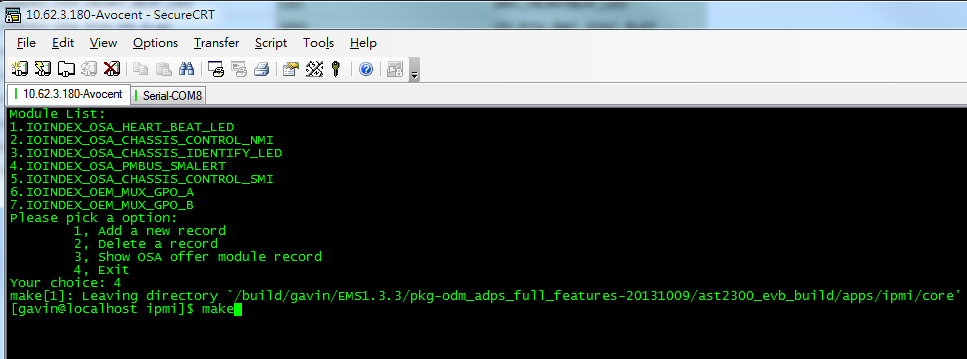 10.62.3.180-Avocent - SecureCRT
File Edit View Options Transfer Script Tools Help
10.62.3.180-Avocent Serial-COM8
Module List:
1.IOINDEX_OSA_HEART_BEAT_LED
2.IOINDEX_OSA_CHASSIS_CONTROL_NMI
3.IOINDEX_OSA_CHASSIS_IDENTIFY_LED
4.IOINDEX_OSA_PMBUS_SMALERT
5.IOINDEX_OSA_CHASSIS_CONTROL_SMI
6.IOINDEX_OEM_MUX_GPO_A
7.IOINDEX_OEM_MUX_GPO_B
Please pick a option:
1, Add a new record
2, Delete a record
3, Show OSA offer module record
4, Exit
Your choice: 4
make[1]: Leaving directory `/build/gavin/EMS1.3.3/pkg-odm_adps_full_features-20131009/ast2300_evb_build/apps/ipmi/core'
[gavin@localhost ipmi]$ make